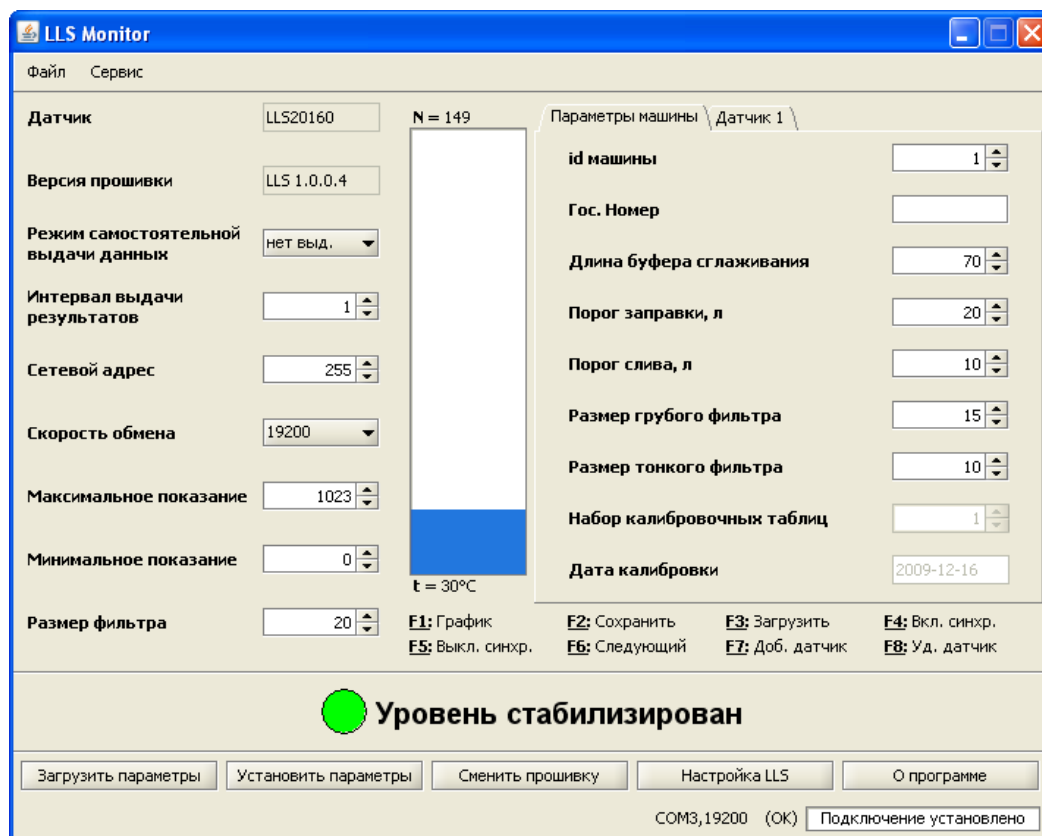 LLS Monitor
Файл Сервис
Датчик LLS20160
Версия прошивки LLS 1.0.0.4
Режим самостоятельной
выдачи данных нет выд.
Интервал выдачи
результатов 1
Сетевой адрес 255
Скорость обмена 19200
Максимальное показание 1023
Минимальное показание 0
Размер фильтра 20
N = 149
t = 30°C
Параметры машины Датчик 1
id машины 1
Гос. Номер
Длина буфера сглаживания 70
Порог заправки, л 20
Порог слива, л 10
Размер грубого фильтра 15
Размер тонкого фильтра 10
Набор калибровочных таблиц 1
Дата калибровки 2009-12-16
F1: График F2: Сохранить F3: Загрузить F4: Вкл. синхр.
F5: Выкл. синхр. F6: Следующий F7: Доб. датчик F8: Уд. датчик
Уровень стабилизирован
Загрузить параметры Установить параметры Сменить прошивку Настройка LLS О программе
COM3,19200 (OK) Подключение установлено